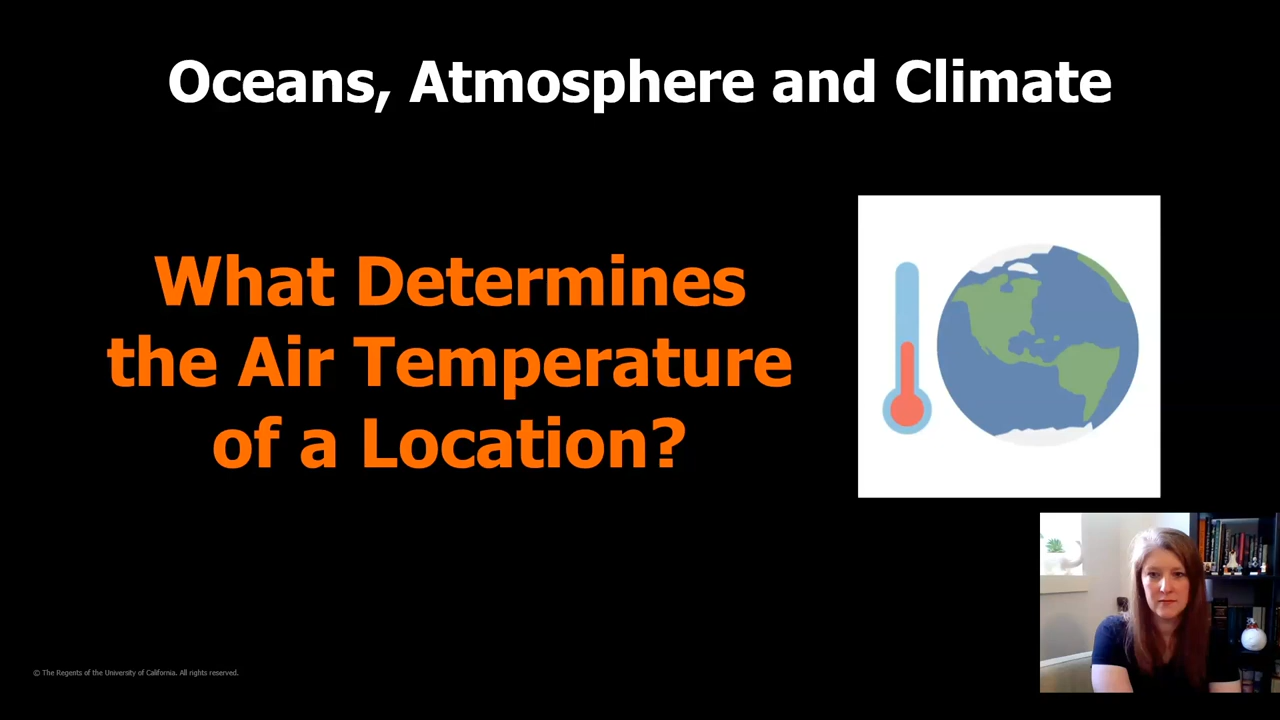 Oceans, Atmosphere and Climate
What Determines
the Air Temperature
of a Location?
© The Regents of the University of California. All rights reserved.